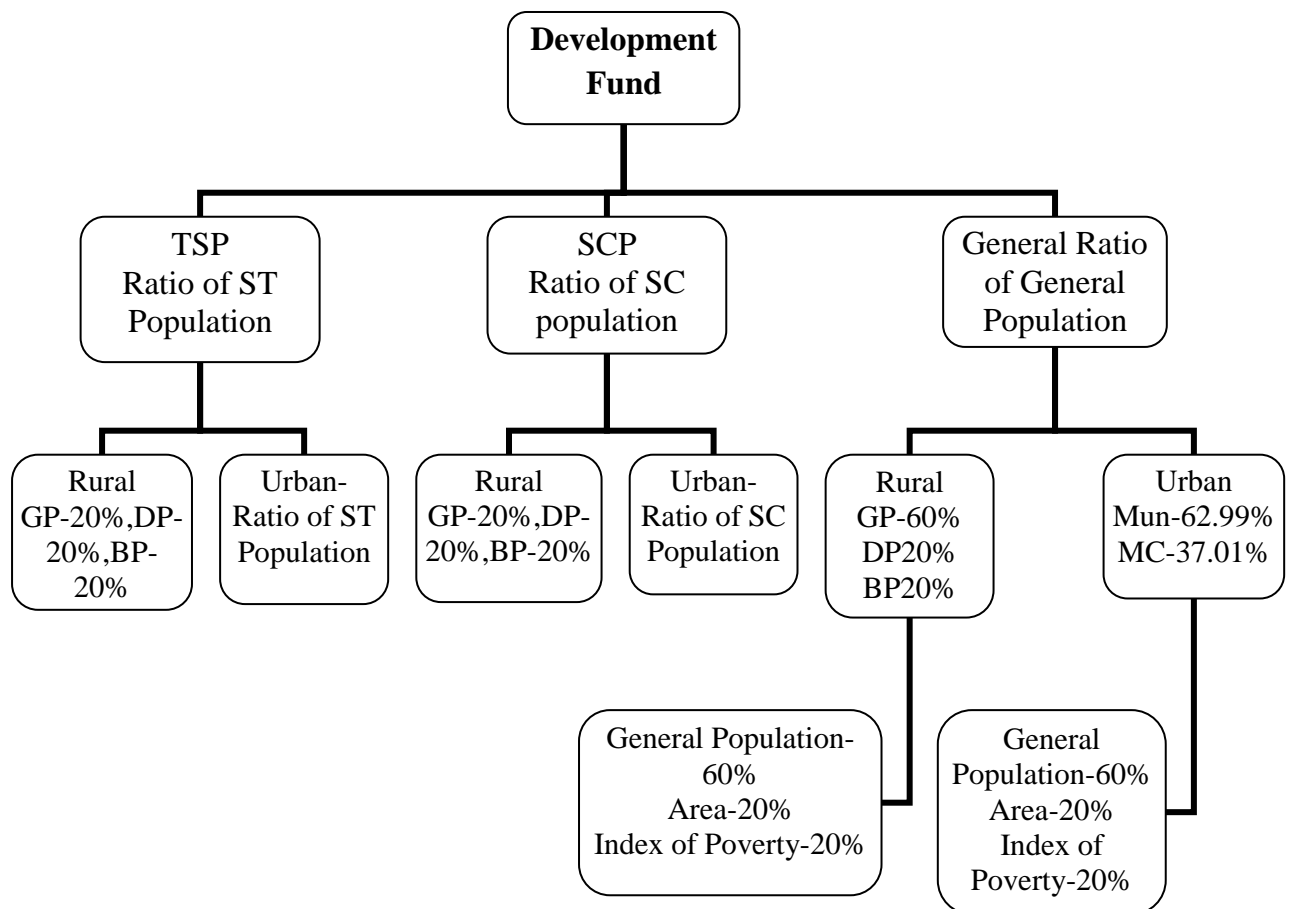 Development
Fund
TSP
Ratio of ST
Population
SCP
Ratio of SC
population
General Ratio
of General
Population
Rural
GP-20%,DP-
20%,BP-
20%
Urban-
Ratio of ST
Population
Rural
GP-20%,DP-
20%,BP-20%
Urban-
Ratio of SC
Population
Rural
GP-60%
DP20%
BP20%
Urban
Mun-62.99%
MC-37.01%
General Population-
60%
Area-20%
Index of Poverty-20%
General
Population-60%
Area-20%
Index of
Poverty-20%